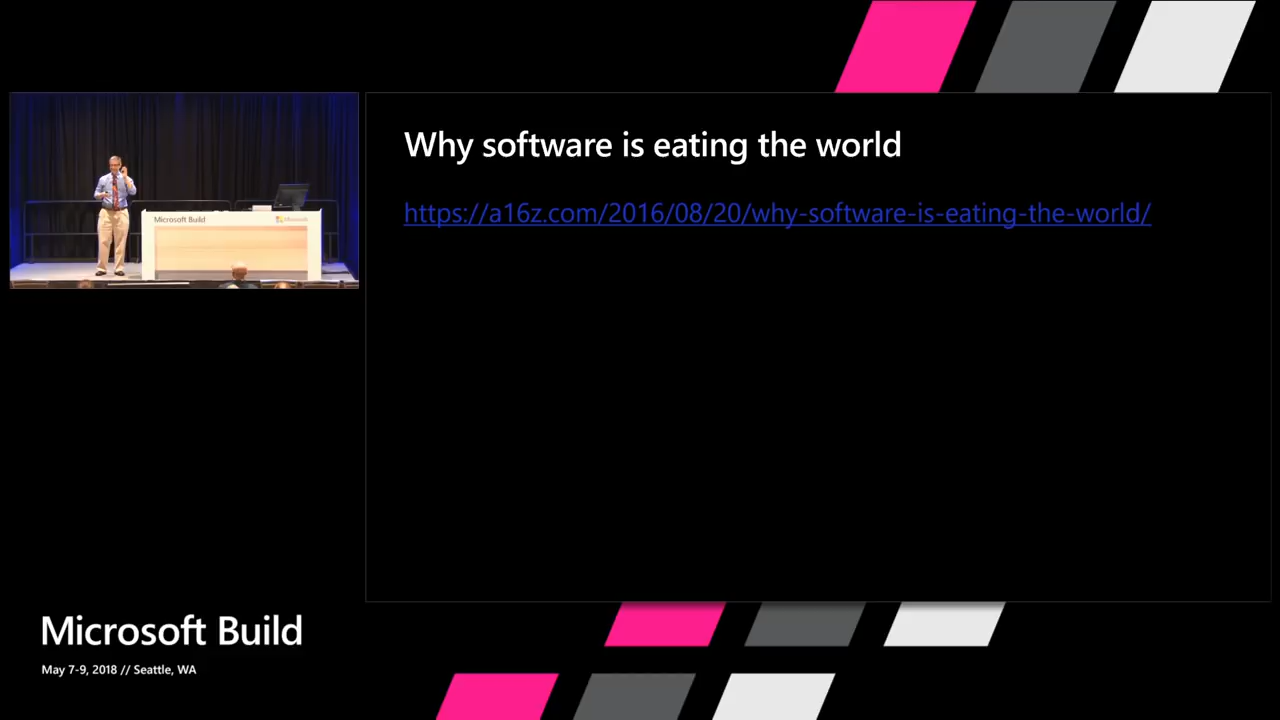 Why software is eating the world
https://a16z.com/2016/08/20/why-software-is-eating-the-world/
Microsoft Build
Microsoft
Microsoft Build
May 7-9, 2018 // Seattle, WA